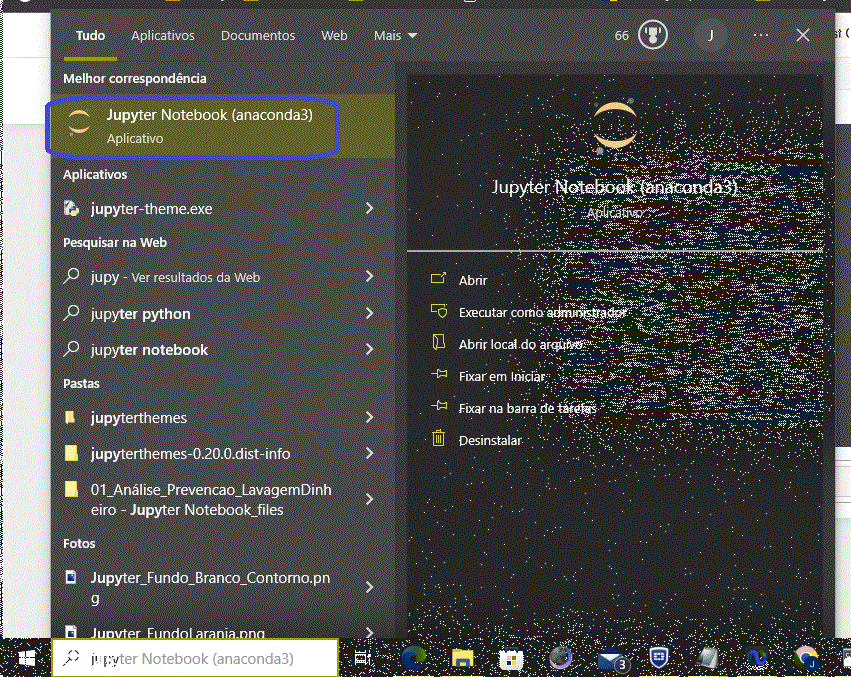 Tudo Aplicativos Documentos Web Mais 66 J ...
Melhor correspondência
Jupyter Notebook (anaconda3)
Aplicativo
Aplicativos
jupyter-theme.exe
Pesquisar na Web
jupy - Ver resultados da Web
jupyter python
jupyter notebook
Pastas
jupyterthemes
jupyterthemes-0.20.0.dist-info
01_Análise_Prevencao_LavagemDinh
eiro - Jupyter Notebook_files
Fotos
Jupyter_Fundo_Branco_Contorno.pn
g
Jupyter_FundoLaranja.png
Jupyter Notebook (anaconda3)
Aplicativo
Abrir
Executar como administrador
Abrir local do arquivo
Fixar em Iniciar
Fixar na barra de tarefas
Desinstalar
jupyter Notebook (anaconda3)
3
J